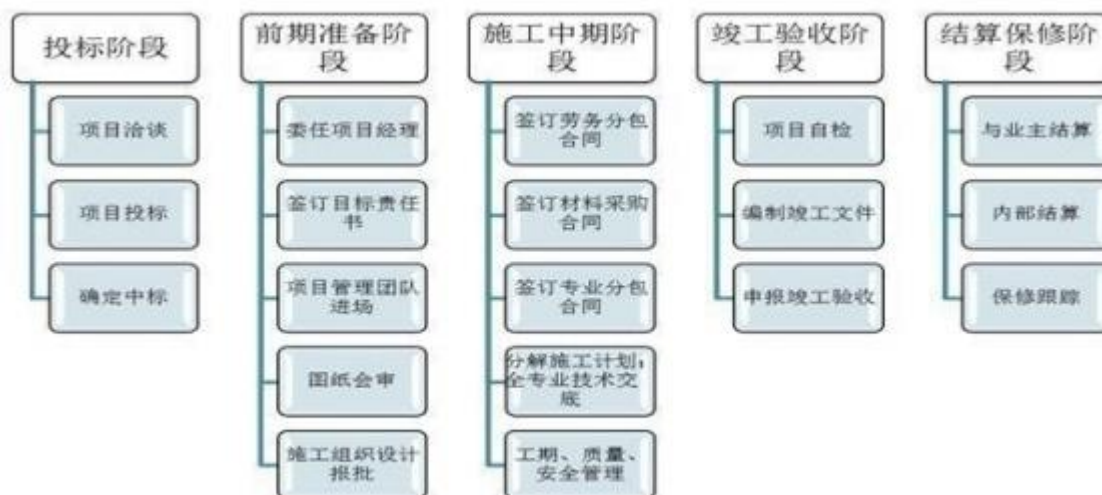 投标阶段
项目洽谈
项目投标
确定中标
前期准备阶
段
委任项目经理
签订目标责任
书
项目管理团队
进场
图纸会审
施工组织设计
报批
施工中期阶
段
签订劳务分包
合同
签订材料采购
合同
签订专业分包
合同
分解施工计划；
全专业技术交
底
工期、质量、
安全管理
竣工验收阶
段
项目自检
编制竣工文件
申报竣工验收
结算保修阶
段
与业主结算
内部结算
保修跟踪